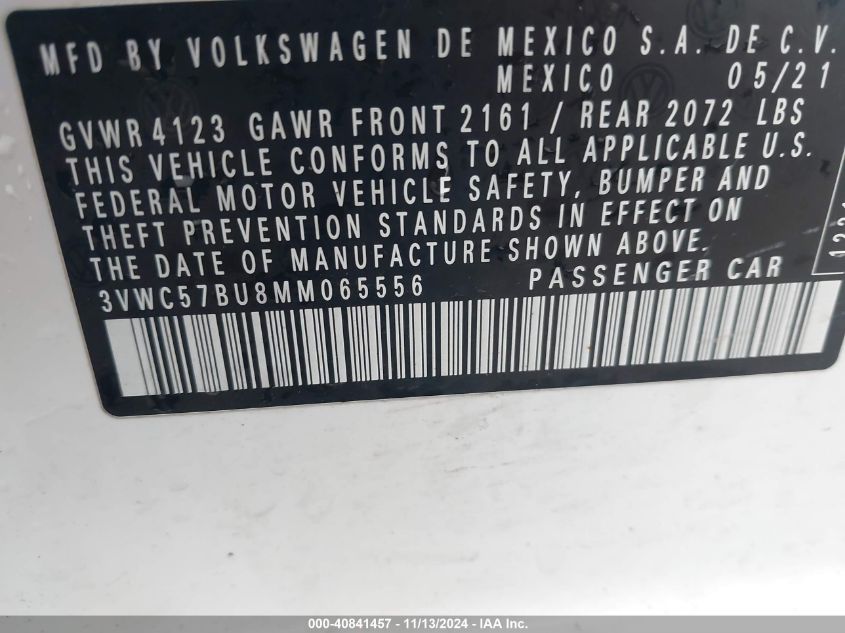 MFD BY VOLKSWAGEN DE MEXICO S.A. DE C.V.
MEXICO 05/21
GVWR 4123 GAWR FRONT 2161 / REAR 2072 LBS
THIS VEHICLE CONFORMS TO ALL APPLICABLE U.S.
FEDERAL MOTOR VEHICLE SAFETY, BUMPER AND
THEFT PREVENTION STANDARDS IN EFFECT ON
THE DATE OF MANUFACTURE SHOWN ABOVE.
3VWC57BU8MM065556 PASSENGER CAR
000-40841457 - 11/13/2024 - IAA Inc.